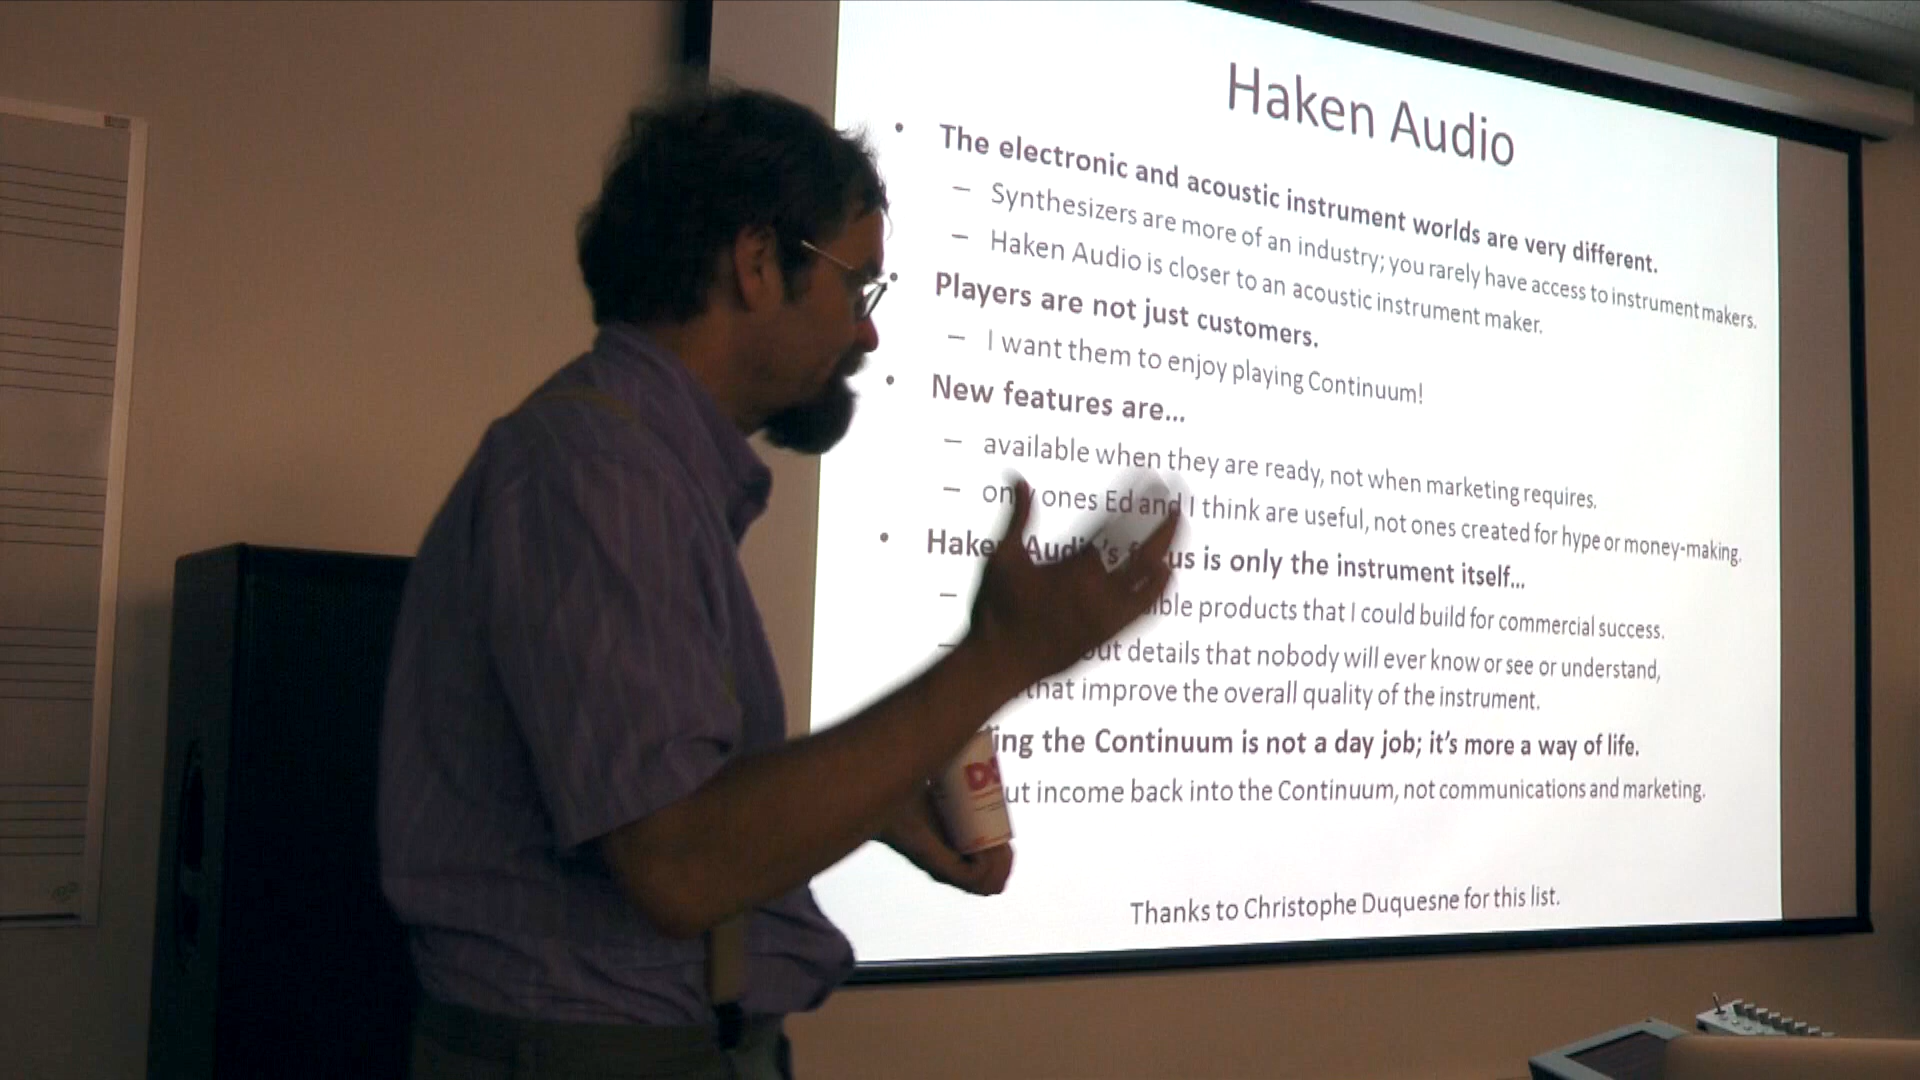 Haken Audio
• The electronic and acoustic instrument worlds are very different.
– Synthesizers are more of an industry; you rarely have access to instrument makers.
– Haken Audio is closer to an acoustic instrument maker.
• Players are not just customers.
– I want them to enjoy playing Continuum!
• New features are...
– available when they are ready, not when marketing requires.
– only ones Ed and I think are useful, not ones created for hype or money-making.
• Haken Audio's focus is only the instrument itself...
– products that I could build for commercial success.
– details that nobody will ever know or see or understand,
that improve the overall quality of the instrument.
the Continuum is not a day job; it's more a way of life.
income back into the Continuum, not communications and marketing.
Thanks to Christophe Duquesne for this list.